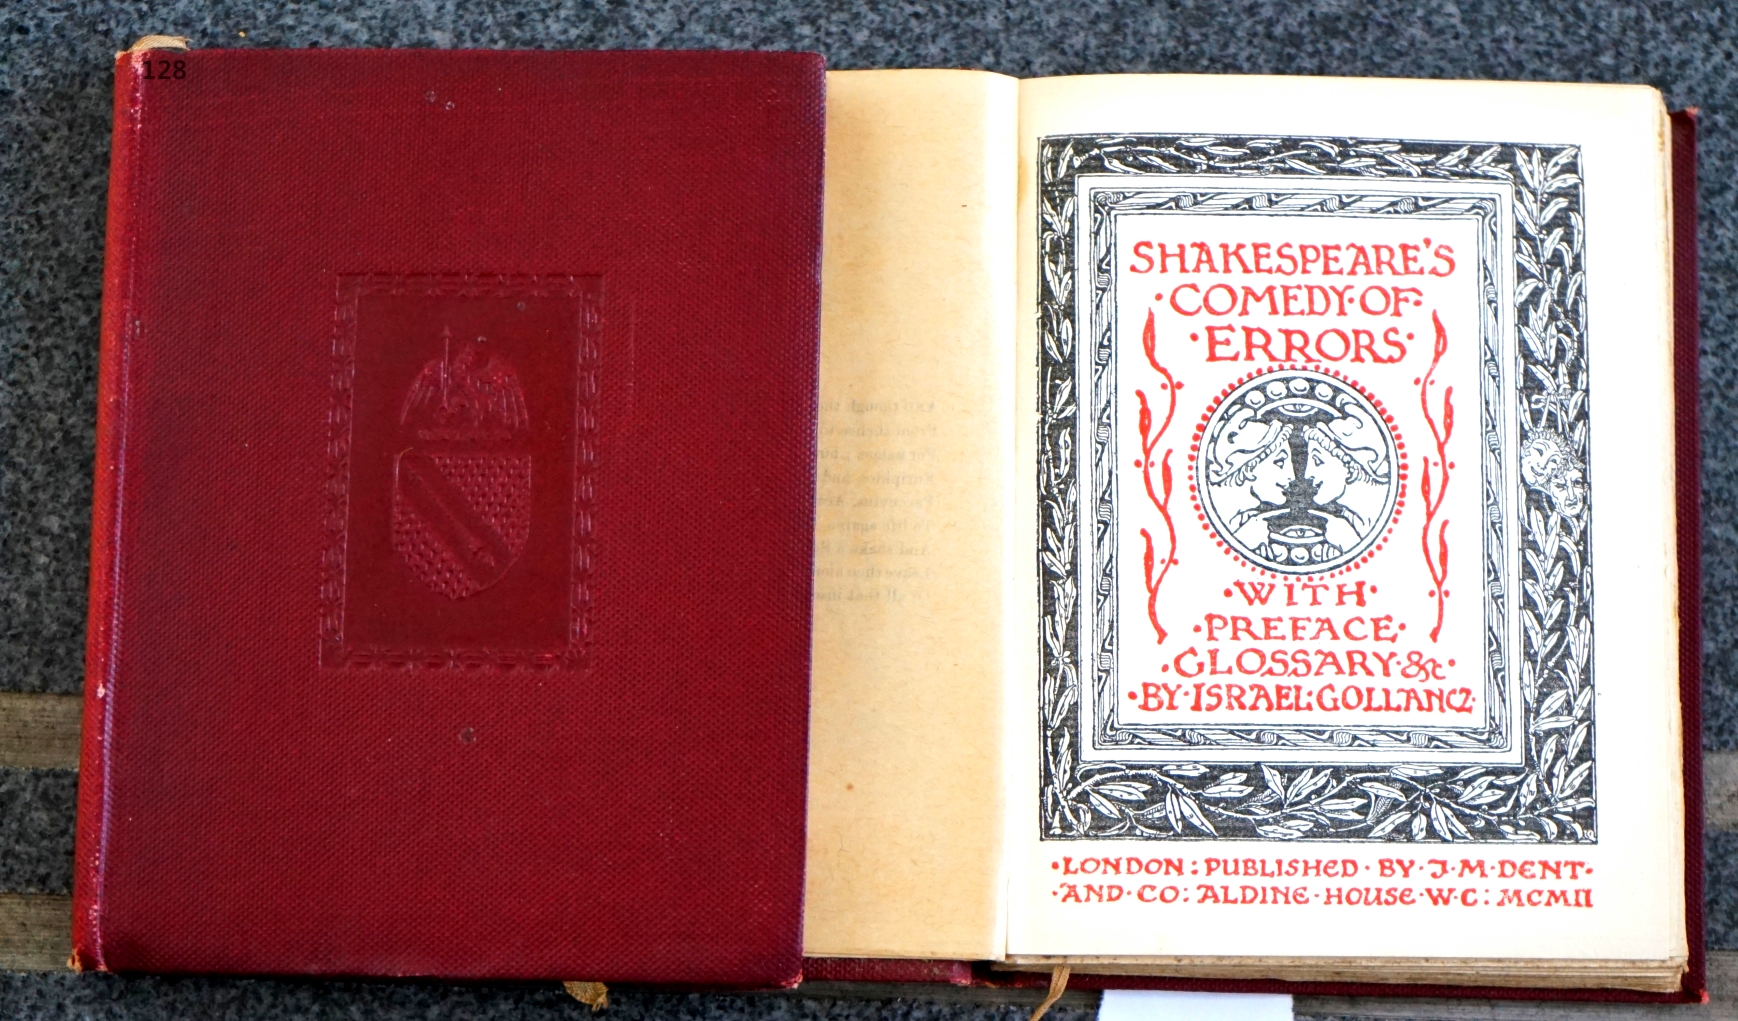 128
SHAKESPEARE'S
·COMEDY·OF·
·ERRORS·
·WITH·
·PREFACE·
·GLOSSARY·&c·
·BY·ISRAEL·GOLLANCZ·
·LONDON: PUBLISHED·BY·J·M·DENT·
·AND·CO: ALDINE·HOUSE·W·C: MCMII